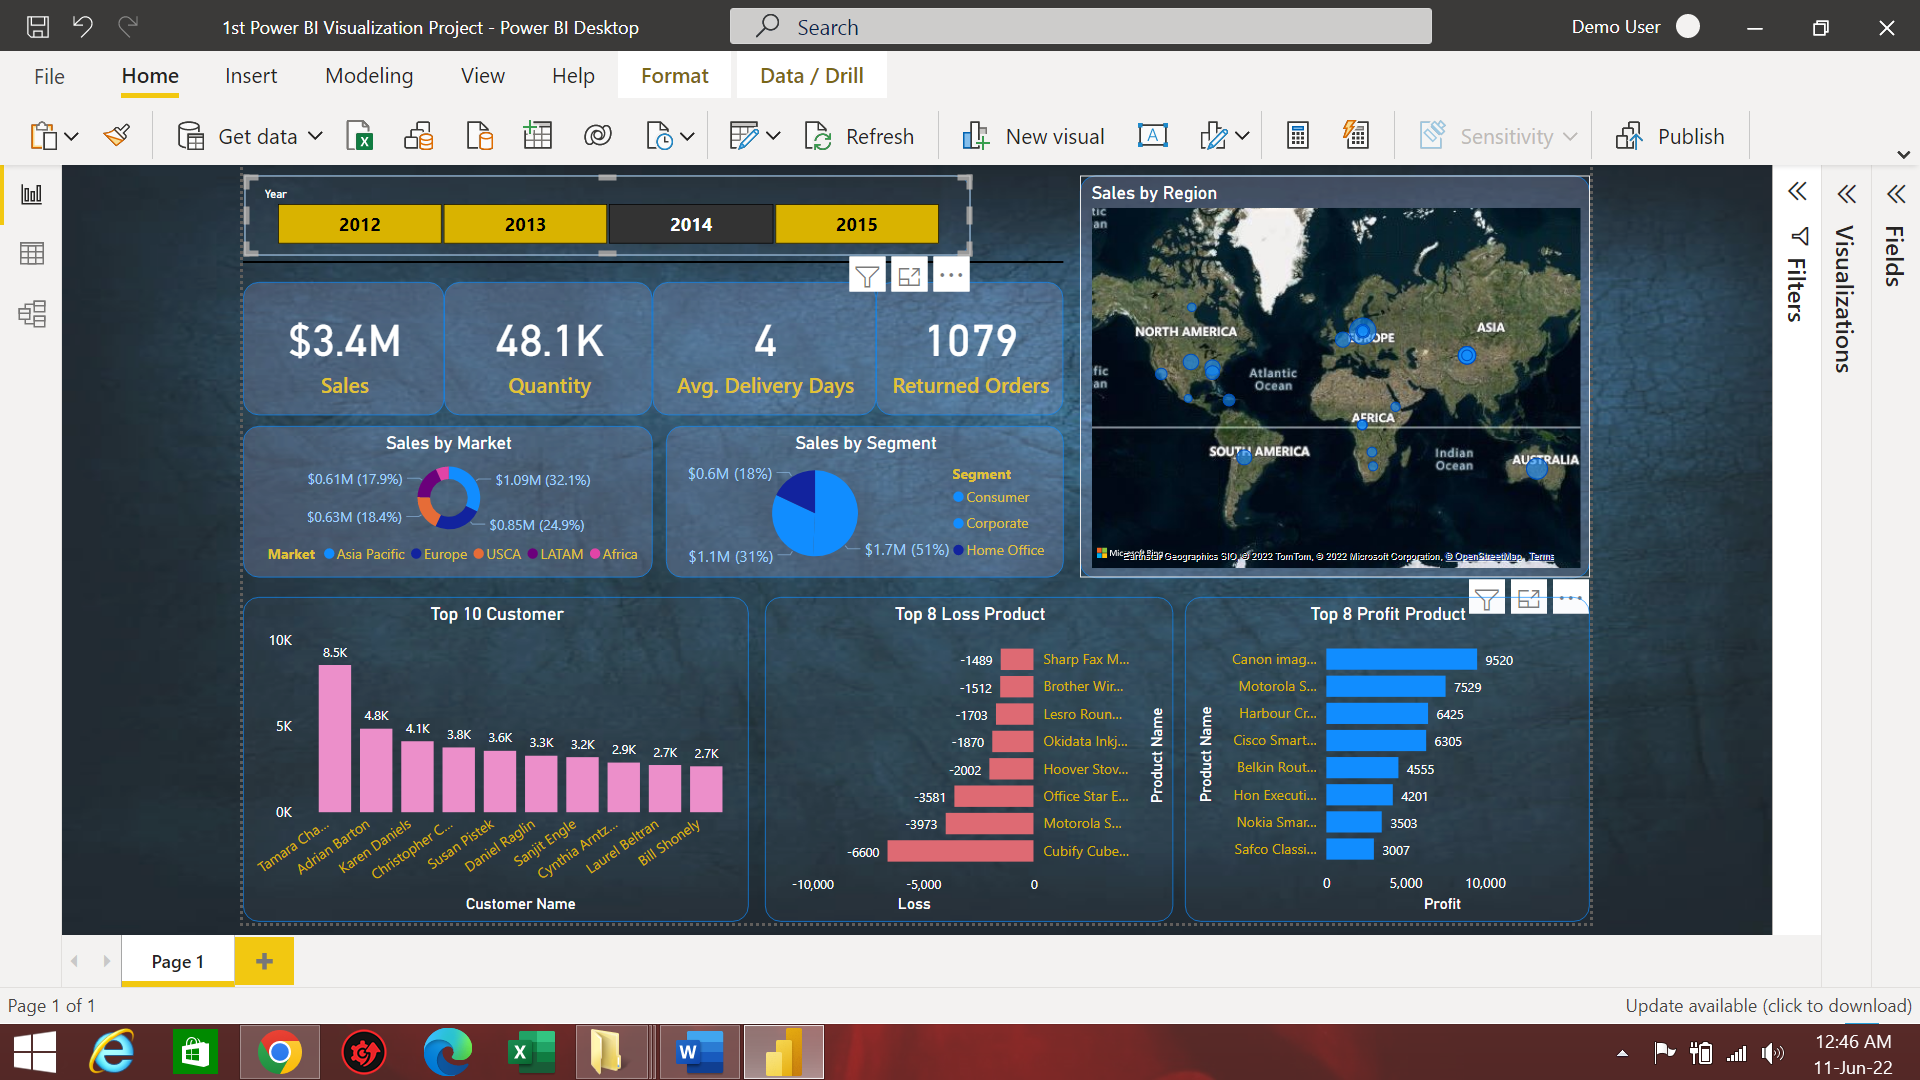 1st Power BI Visualization Project - Power BI Desktop
Search
Demo User
File
Home
Insert
Modeling
View
Help
Format
Data / Drill
Get data
Refresh
New visual
A
Sensitivity
Publish
Year
2012
2013
2014
2015
Sales by Region
NORTH AMERICA
EUROPE
ASIA
Atlantic
Ocean
AFRICA
SOUTH AMERICA
Indian
Ocean
AUSTRALIA
Microsoft Bing
Earthstar Geographics SIO, © 2022 TomTom, © 2022 Microsoft Corporation, © OpenStreetMap Terms
Filters
Visualizations
Fields
$3.4M
Sales
48.1K
Quantity
4
Avg. Delivery Days
1079
Returned Orders
Sales by Market
$0.61M (17.9%)
$1.09M (32.1%)
$0.63M (18.4%)
$0.85M (24.9%)
Market Asia Pacific Europe USCA LATAM Africa
Sales by Segment
$0.6M (18%)
$1.1M (31%)
$1.7M (51%)
Segment
Consumer
Corporate
Home Office
Top 10 Customer
10K
5K
0K
8.5K
4.8K
4.1K
3.8K
3.6K
3.3K
3.2K
2.9K
2.7K
2.7K
Tamara Cha...
Adrian Barton
Karen Daniels
Christopher C...
Susan Pistek
Daniel Raglin
Sanjit Engle
Cynthia Arntz...
Laurel Beltran
Bill Shonely
Customer Name
Top 8 Loss Product
-1489 Sharp Fax M...
-1512 Brother Wir...
-1703 Lesro Roun...
-1870 Okidata Inkj...
-2002 Hoover Stov...
-3581 Office Star E...
-3973 Motorola S...
-6600 Cubify Cube...
Product Name
-10,000 -5,000 0
Loss
Top 8 Profit Product
Product Name
Canon imag... 9520
Motorola S... 7529
Harbour Cr... 6425
Cisco Smart... 6305
Belkin Rout... 4555
Hon Executi... 4201
Nokia Smar... 3503
Safco Classi... 3007
0 5,000 10,000
Profit
Page 1
Page 1 of 1
Update available (click to download)
12:46 AM
11-Jun-22